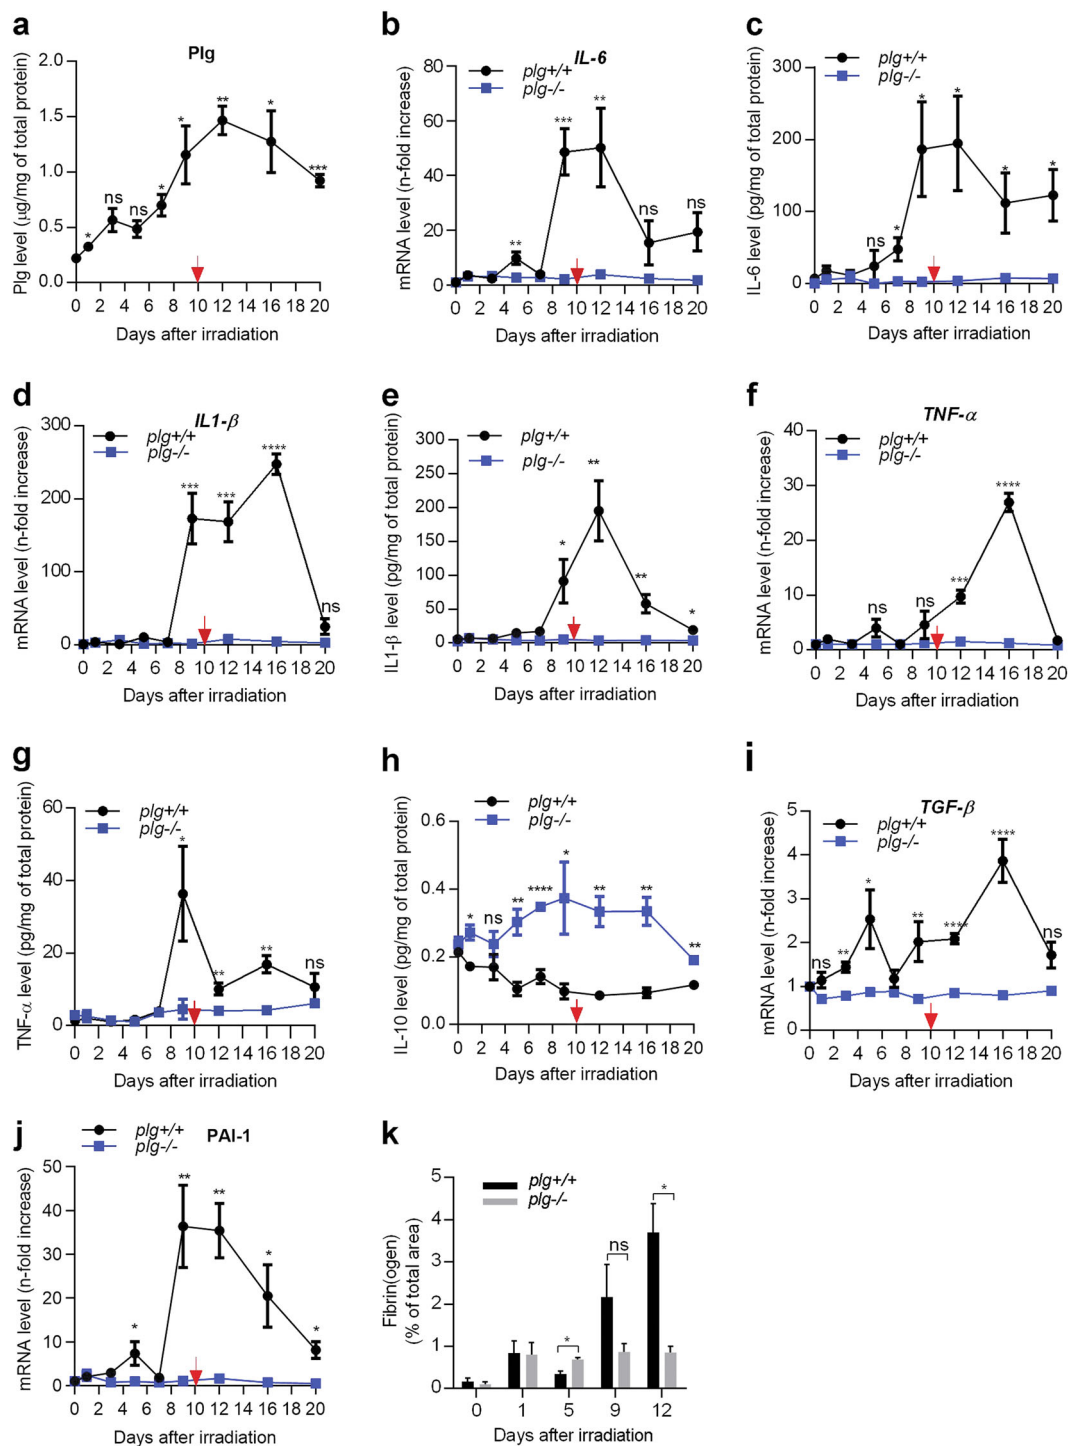 a
Plg
Plg level (μg/mg of total protein)
2.0
1.5
1.0
0.5
0.0
*
ns
ns
*
*
**
*
***
0 2 4 6 8 10 12 14 16 18 20
Days after irradiation
b
IL-6
plg+/+
plg-/-
mRNA level (n-fold increase)
80
60
40
20
0
**
***
**
ns
ns
0 2 4 6 8 10 12 14 16 18 20
Days after irradiation
c
plg+/+
plg-/-
IL-6 level (pg/mg of total protein)
300
200
100
0
ns
*
*
*
*
*
0 2 4 6 8 10 12 14 16 18 20
Days after irradiation
d
IL1-β
plg+/+
plg-/-
mRNA level (n-fold increase)
300
200
100
0
***
***
****
ns
0 2 4 6 8 10 12 14 16 18 20
Days after irradiation
e
plg+/+
plg-/-
IL1-β level (pg/mg of total protein)
300
250
200
150
100
50
0
*
**
**
*
0 2 4 6 8 10 12 14 16 18 20
Days after irradiation
f
TNF-α
plg+/+
plg-/-
mRNA level (n-fold increase)
40
30
20
10
0
ns
ns
***
****
0 2 4 6 8 10 12 14 16 18 20
Days after irradiation
g
plg+/+
plg-/-
TNF-α level (pg/mg of total protein)
60
40
20
0
*
**
**
ns
0 2 4 6 8 10 12 14 16 18 20
Days after irradiation
h
plg+/+
plg-/-
IL-10 level (pg/mg of total protein)
0.6
0.4
0.2
0.0
*
ns
**
****
*
**
**
**
0 2 4 6 8 10 12 14 16 18 20
Days after irradiation
i
TGF-β
plg+/+
plg-/-
mRNA level (n-fold increase)
5
4
3
2
1
0
ns
**
*
**
****
****
ns
0 2 4 6 8 10 12 14 16 18 20
Days after irradiation
j
PAI-1
plg+/+
plg-/-
mRNA level (n-fold increase)
50
40
30
20
10
0
*
**
**
*
*
0 2 4 6 8 10 12 14 16 18 20
Days after irradiation
k
plg+/+
plg-/-
Fibrin(ogen)
(% of total area)
5
4
3
2
1
0
*
ns
*
0 1 5 9 12
Days after irradiation